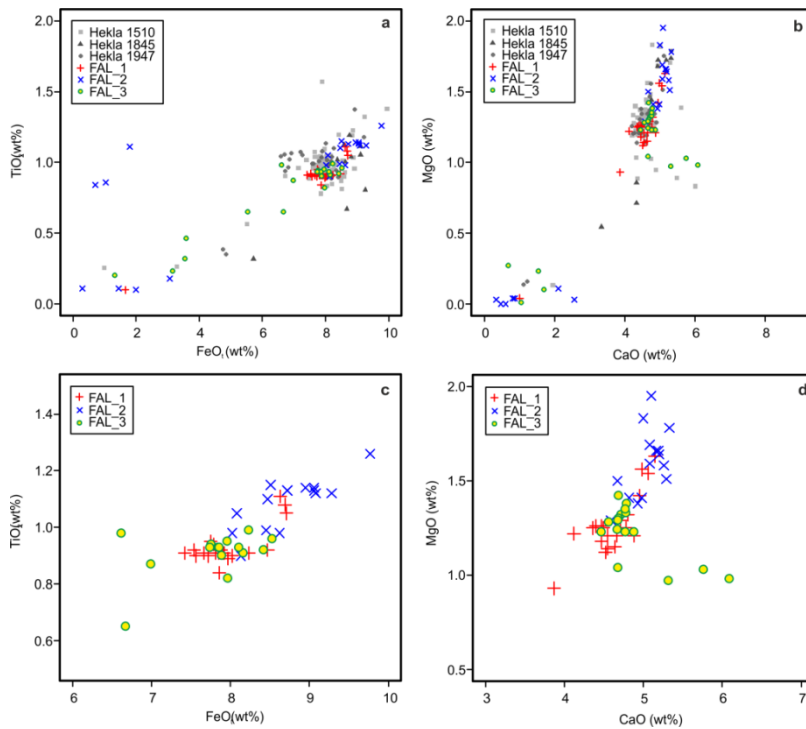 a
Hekla 1510
Hekla 1845
Hekla 1947
FAL_1
FAL_2
FAL_3
2.0
1.5
1.0
0.5
0.0
TiO₂(wt%)
0 2 4 6 8 10
FeOₜ(wt%)
b
Hekla 1510
Hekla 1845
Hekla 1947
FAL_1
FAL_2
FAL_3
2.0
1.5
1.0
0.5
0.0
MgO (wt%)
0 2 4 6 8
CaO (wt%)
c
FAL_1
FAL_2
FAL_3
1.4
1.2
1.0
0.8
0.6
TiO₂(wt%)
6 7 8 9 10
FeOₜ(wt%)
d
FAL_1
FAL_2
FAL_3
2.0
1.5
1.0
0.5
MgO (wt%)
3 4 5 6 7
CaO (wt%)